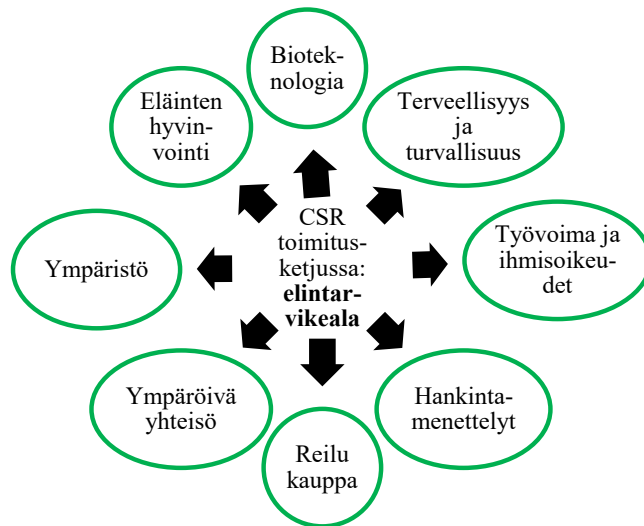 Biotek-
nologia
Terveellisyys
ja
turvallisuus
Työvoima ja
ihmisoikeu-
det
Hankinta-
menettelyt
Reilu
kauppa
Ympäröivä
yhteisö
Ympäristö
Eläinten
hyvin-
vointi
CSR
toimitus-
ketjussa:
elintar-
vikeala